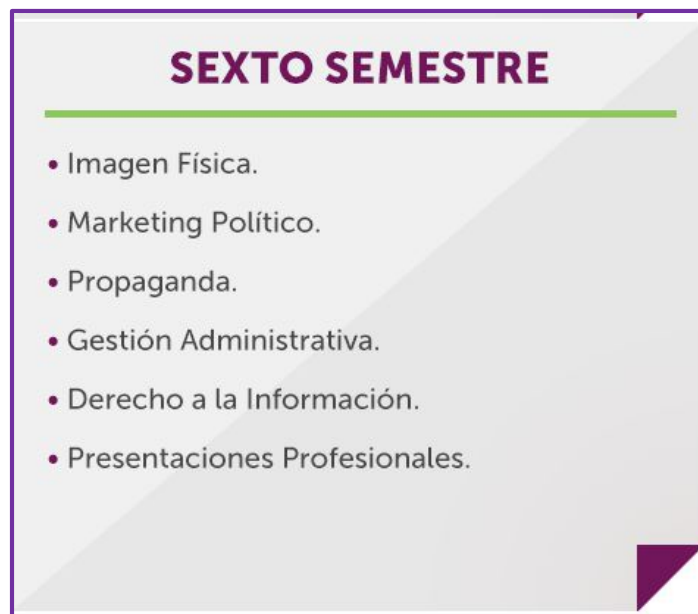 SEXTO SEMESTRE
• Imagen Física.
• Marketing Político.
• Propaganda.
• Gestión Administrativa.
• Derecho a la Información.
• Presentaciones Profesionales.